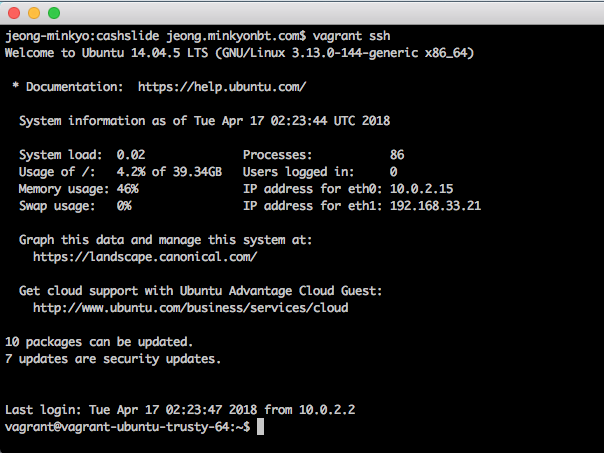 jeong-minkyo:cashslide jeong.minkyonbt.com$ vagrant ssh
Welcome to Ubuntu 14.04.5 LTS (GNU/Linux 3.13.0-144-generic x86_64)
* Documentation:  https://help.ubuntu.com/
System information as of Tue Apr 17 02:23:44 UTC 2018
System load:  0.02              Processes:           86
Usage of /:   4.2% of 39.34GB   Users logged in:     0
Memory usage: 46%               IP address for eth0: 10.0.2.15
Swap usage:   0%                IP address for eth1: 192.168.33.21
Graph this data and manage this system at:
https://landscape.canonical.com/
Get cloud support with Ubuntu Advantage Cloud Guest:
http://www.ubuntu.com/business/services/cloud
10 packages can be updated.
7 updates are security updates.
Last login: Tue Apr 17 02:23:47 2018 from 10.0.2.2
vagrant@vagrant-ubuntu-trusty-64:~$